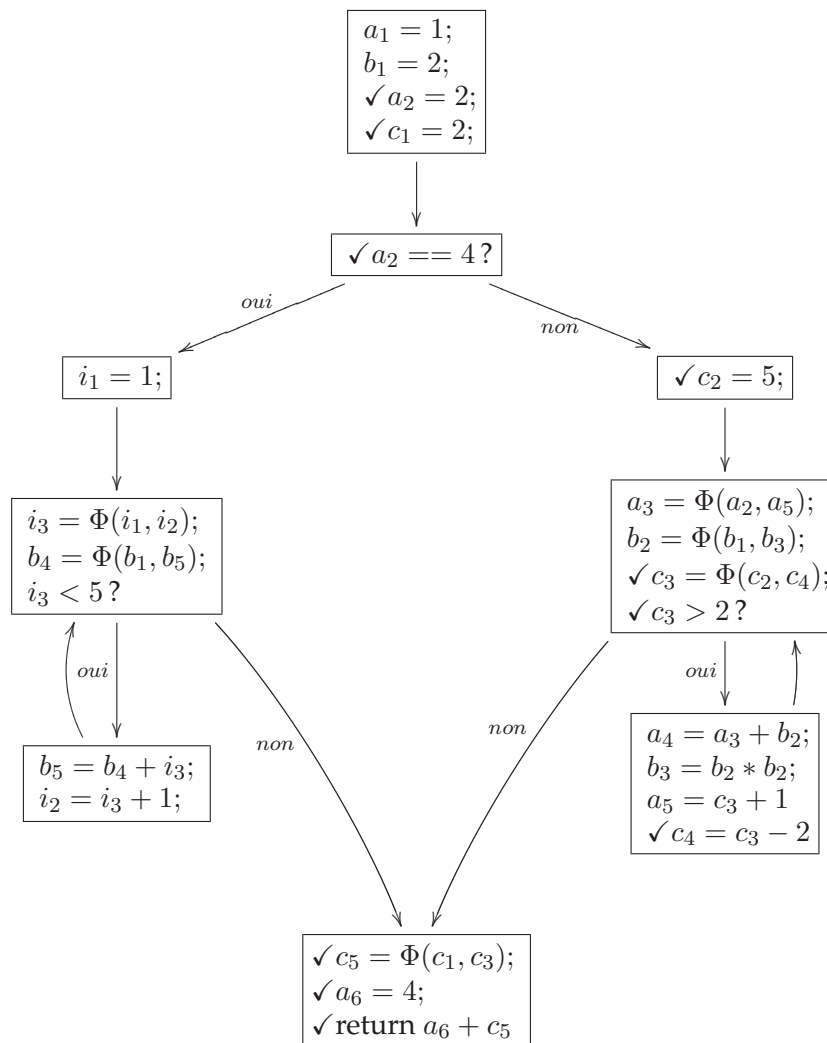 a₁ = 1;
b₁ = 2;
✓a₂ = 2;
✓c₁ = 2;
✓a₂ == 4 ?
oui
non
i₁ = 1;
✓c₂ = 5;
i₃ = Φ(i₁, i₂);
b₄ = Φ(b₁, b₅);
i₃ < 5 ?
a₃ = Φ(a₂, a₅);
b₂ = Φ(b₁, b₃);
✓c₃ = Φ(c₂, c₄);
✓c₃ > 2 ?
oui
non
non
oui
b₅ = b₄ + i₃;
i₂ = i₃ + 1;
a₄ = a₃ + b₂;
b₃ = b₂ * b₂;
a₅ = c₃ + 1
✓c₄ = c₃ − 2
✓c₅ = Φ(c₁, c₃);
✓a₆ = 4;
✓return a₆ + c₅